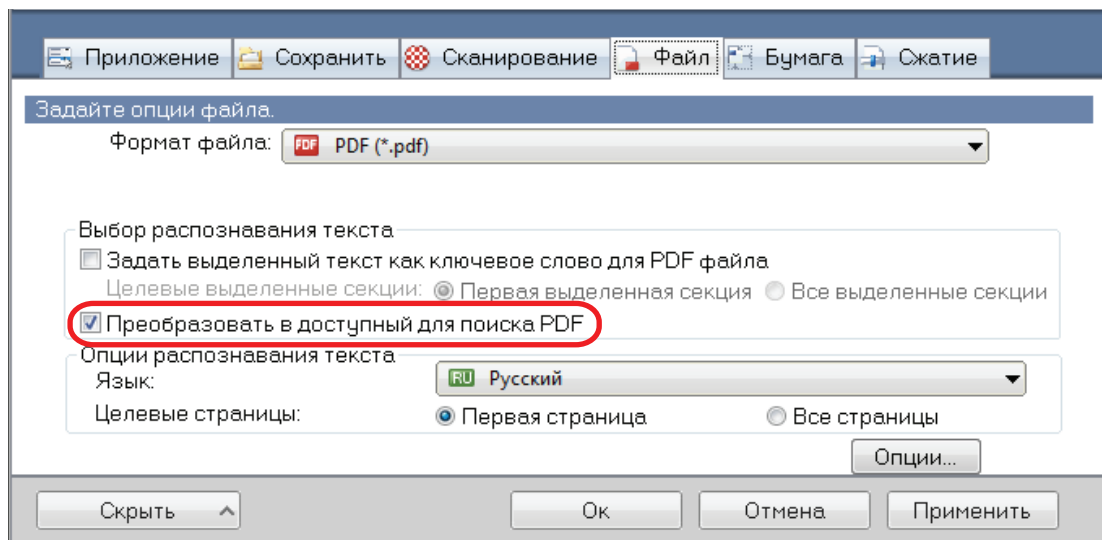 Приложение Сохранить Сканирование Файл Бумага Сжатие
Задайте опции файла.
Формат файла: PDF PDF (*.pdf)
Выбор распознавания текста
Задать выделенный текст как ключевое слово для PDF файла
Целевые выделенные секции: Первая выделенная секция Все выделенные секции
Преобразовать в доступный для поиска PDF
Опции распознавания текста
Язык: RU Русский
Целевые страницы: Первая страница Все страницы
Опции...
Скрыть Ок Отмена Применить